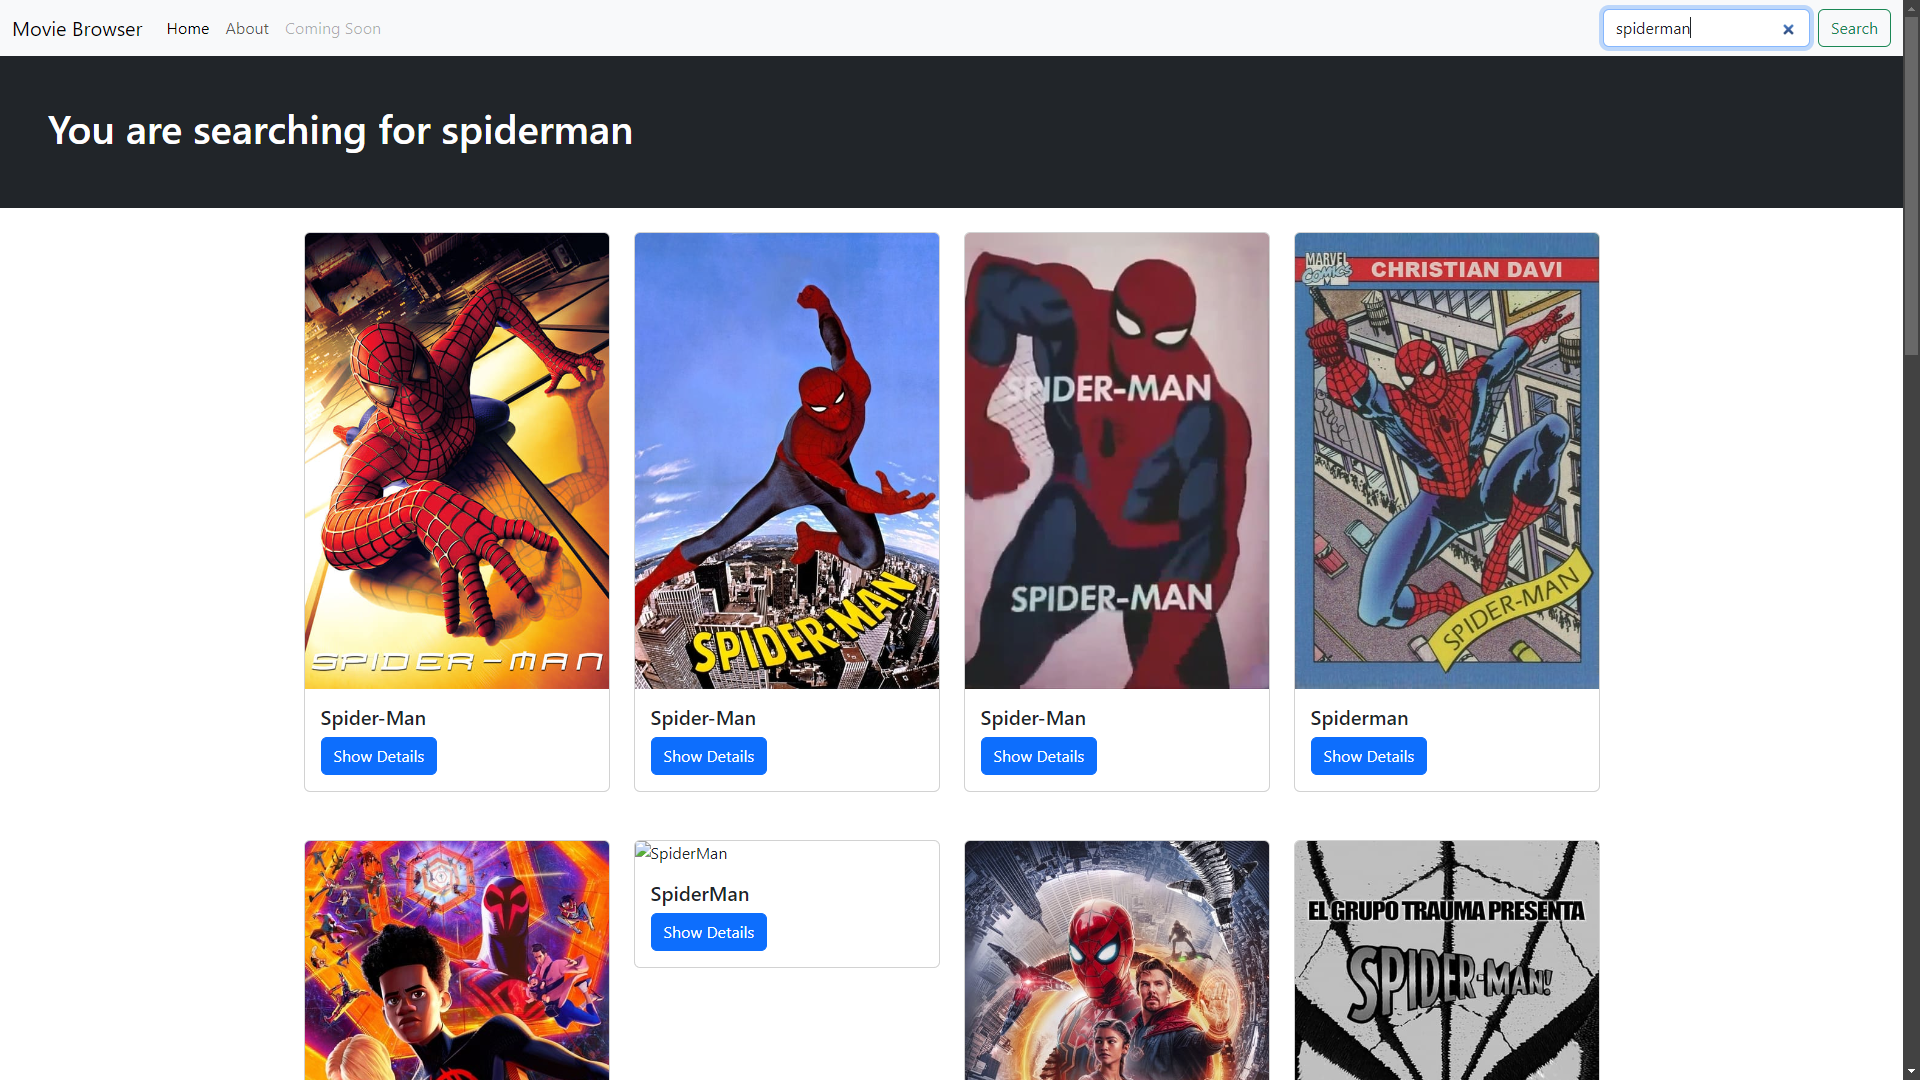 Movie Browser Home About Coming Soon spiderman Search
You are searching for spiderman
SPIDER-MAN
SPIDER-MAN
SPIDER-MAN
SPIDER-MAN
MARVEL
COMICS
CHRISTIAN DAVI
SPIDER-MAN
Spider-Man
Show Details
Spider-Man
Show Details
Spider-Man
Show Details
Spiderman
Show Details
SpiderMan
SpiderMan
Show Details
EL GRUPO TRAUMA PRESENTA
SPIDER-MAN!